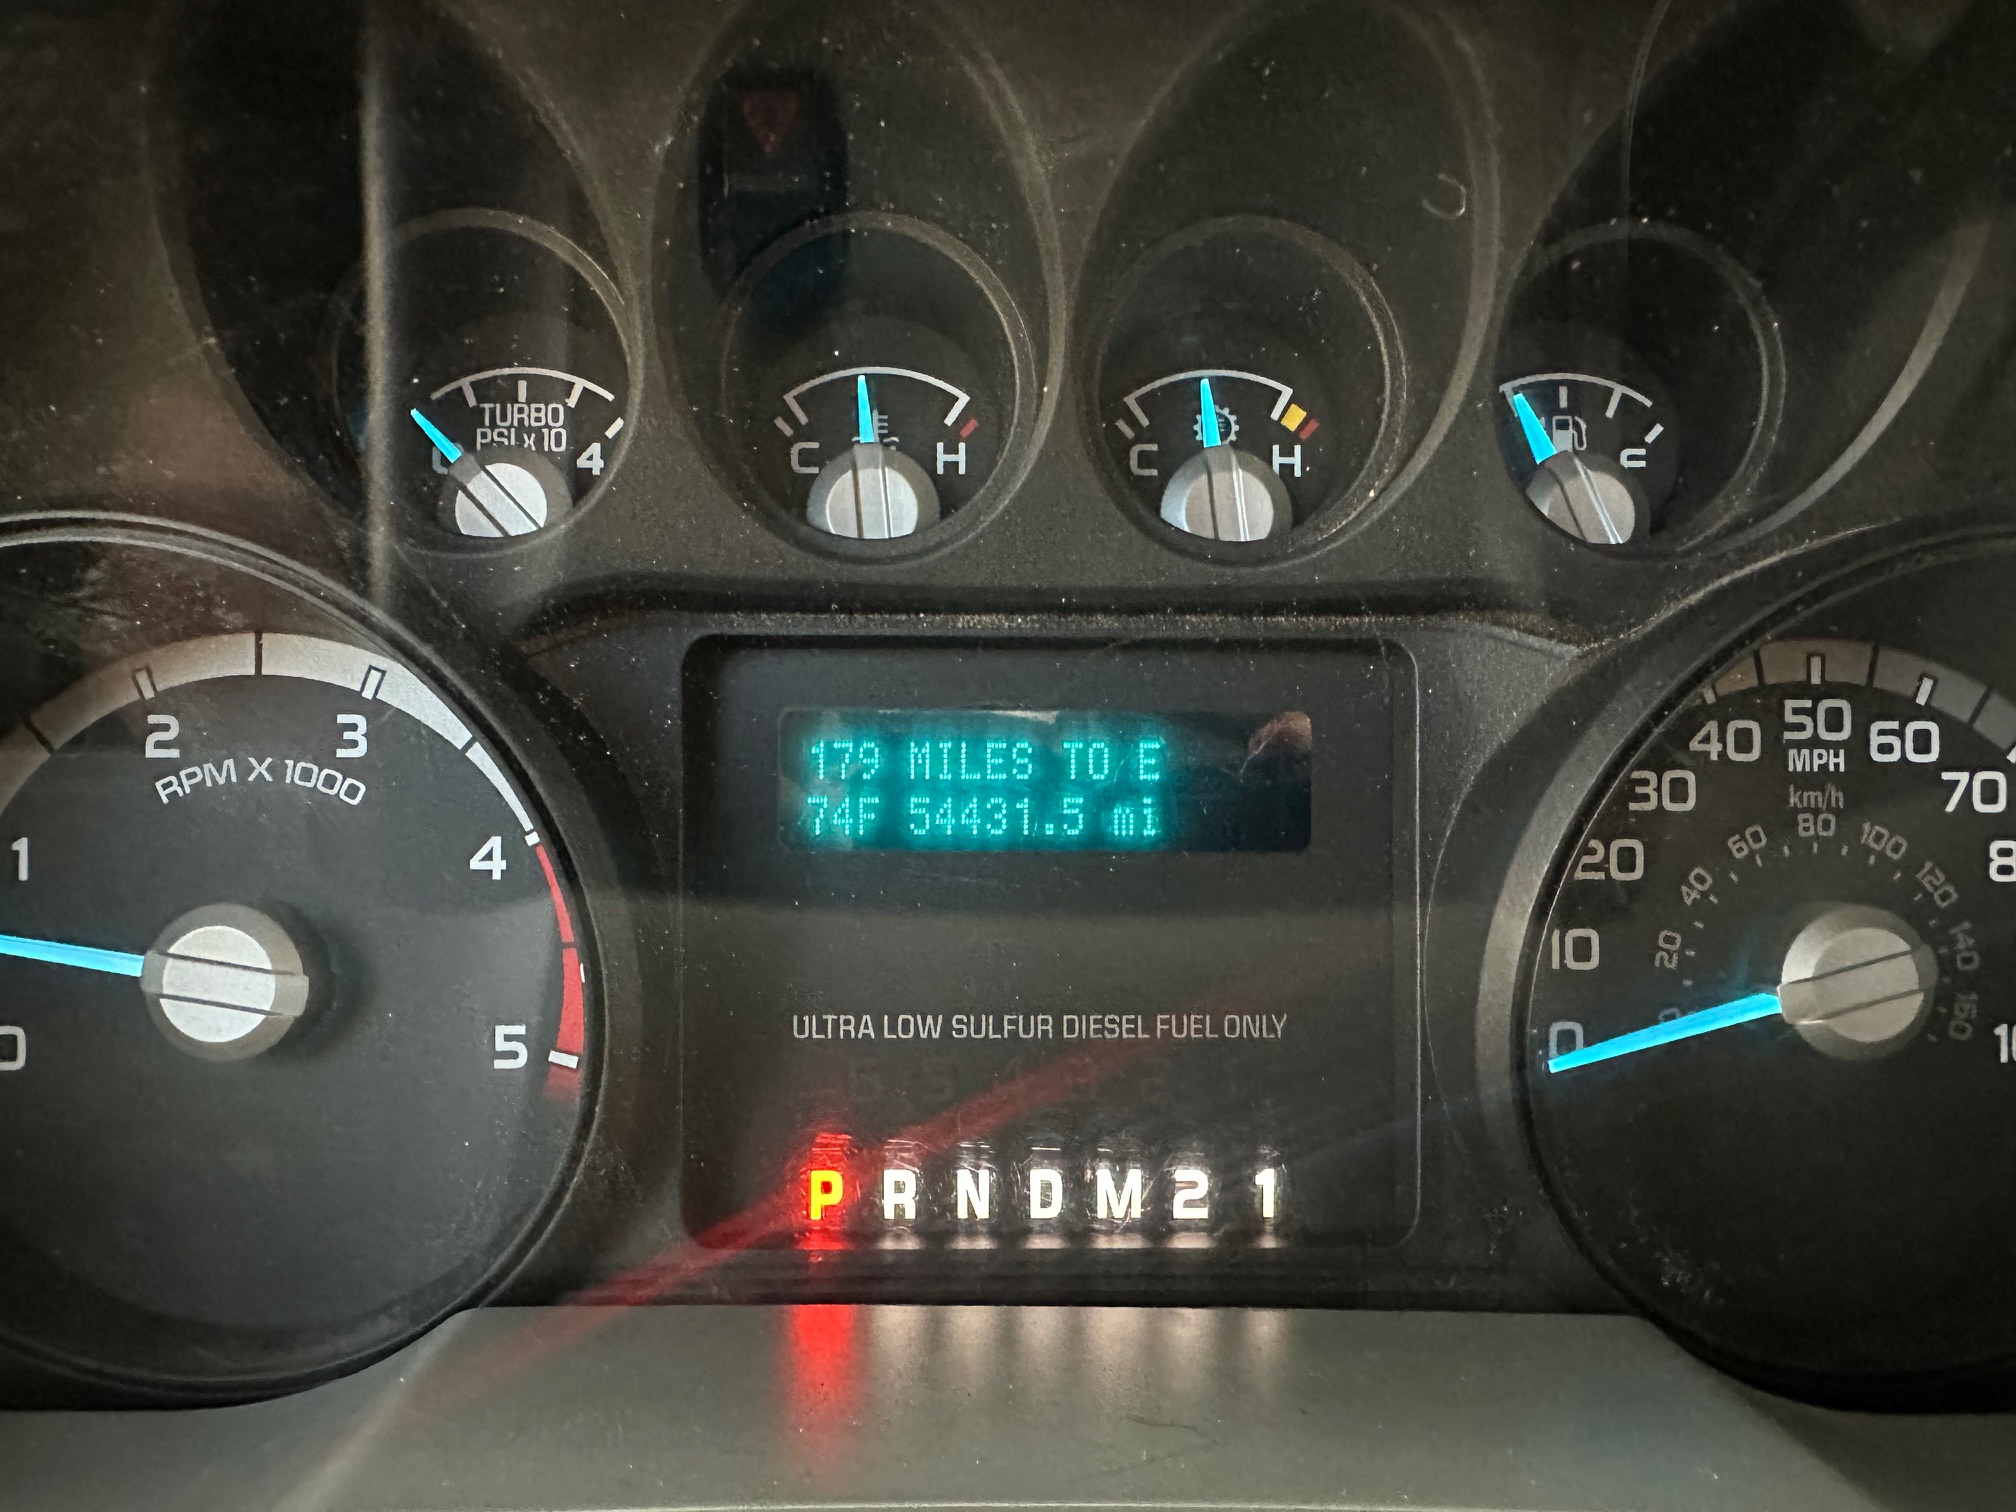 TURBO
PSI x 10
4
C H
C H
2 3
RPM X 1000
1 4
0 5
179 MILES TO E
74F 54431.5 mi
ULTRA LOW SULFUR DIESEL FUEL ONLY
P R N D M 2 1
40 50 60
MPH
30 70
km/h
60 80 100
20
40 120
10 20 140
0 160